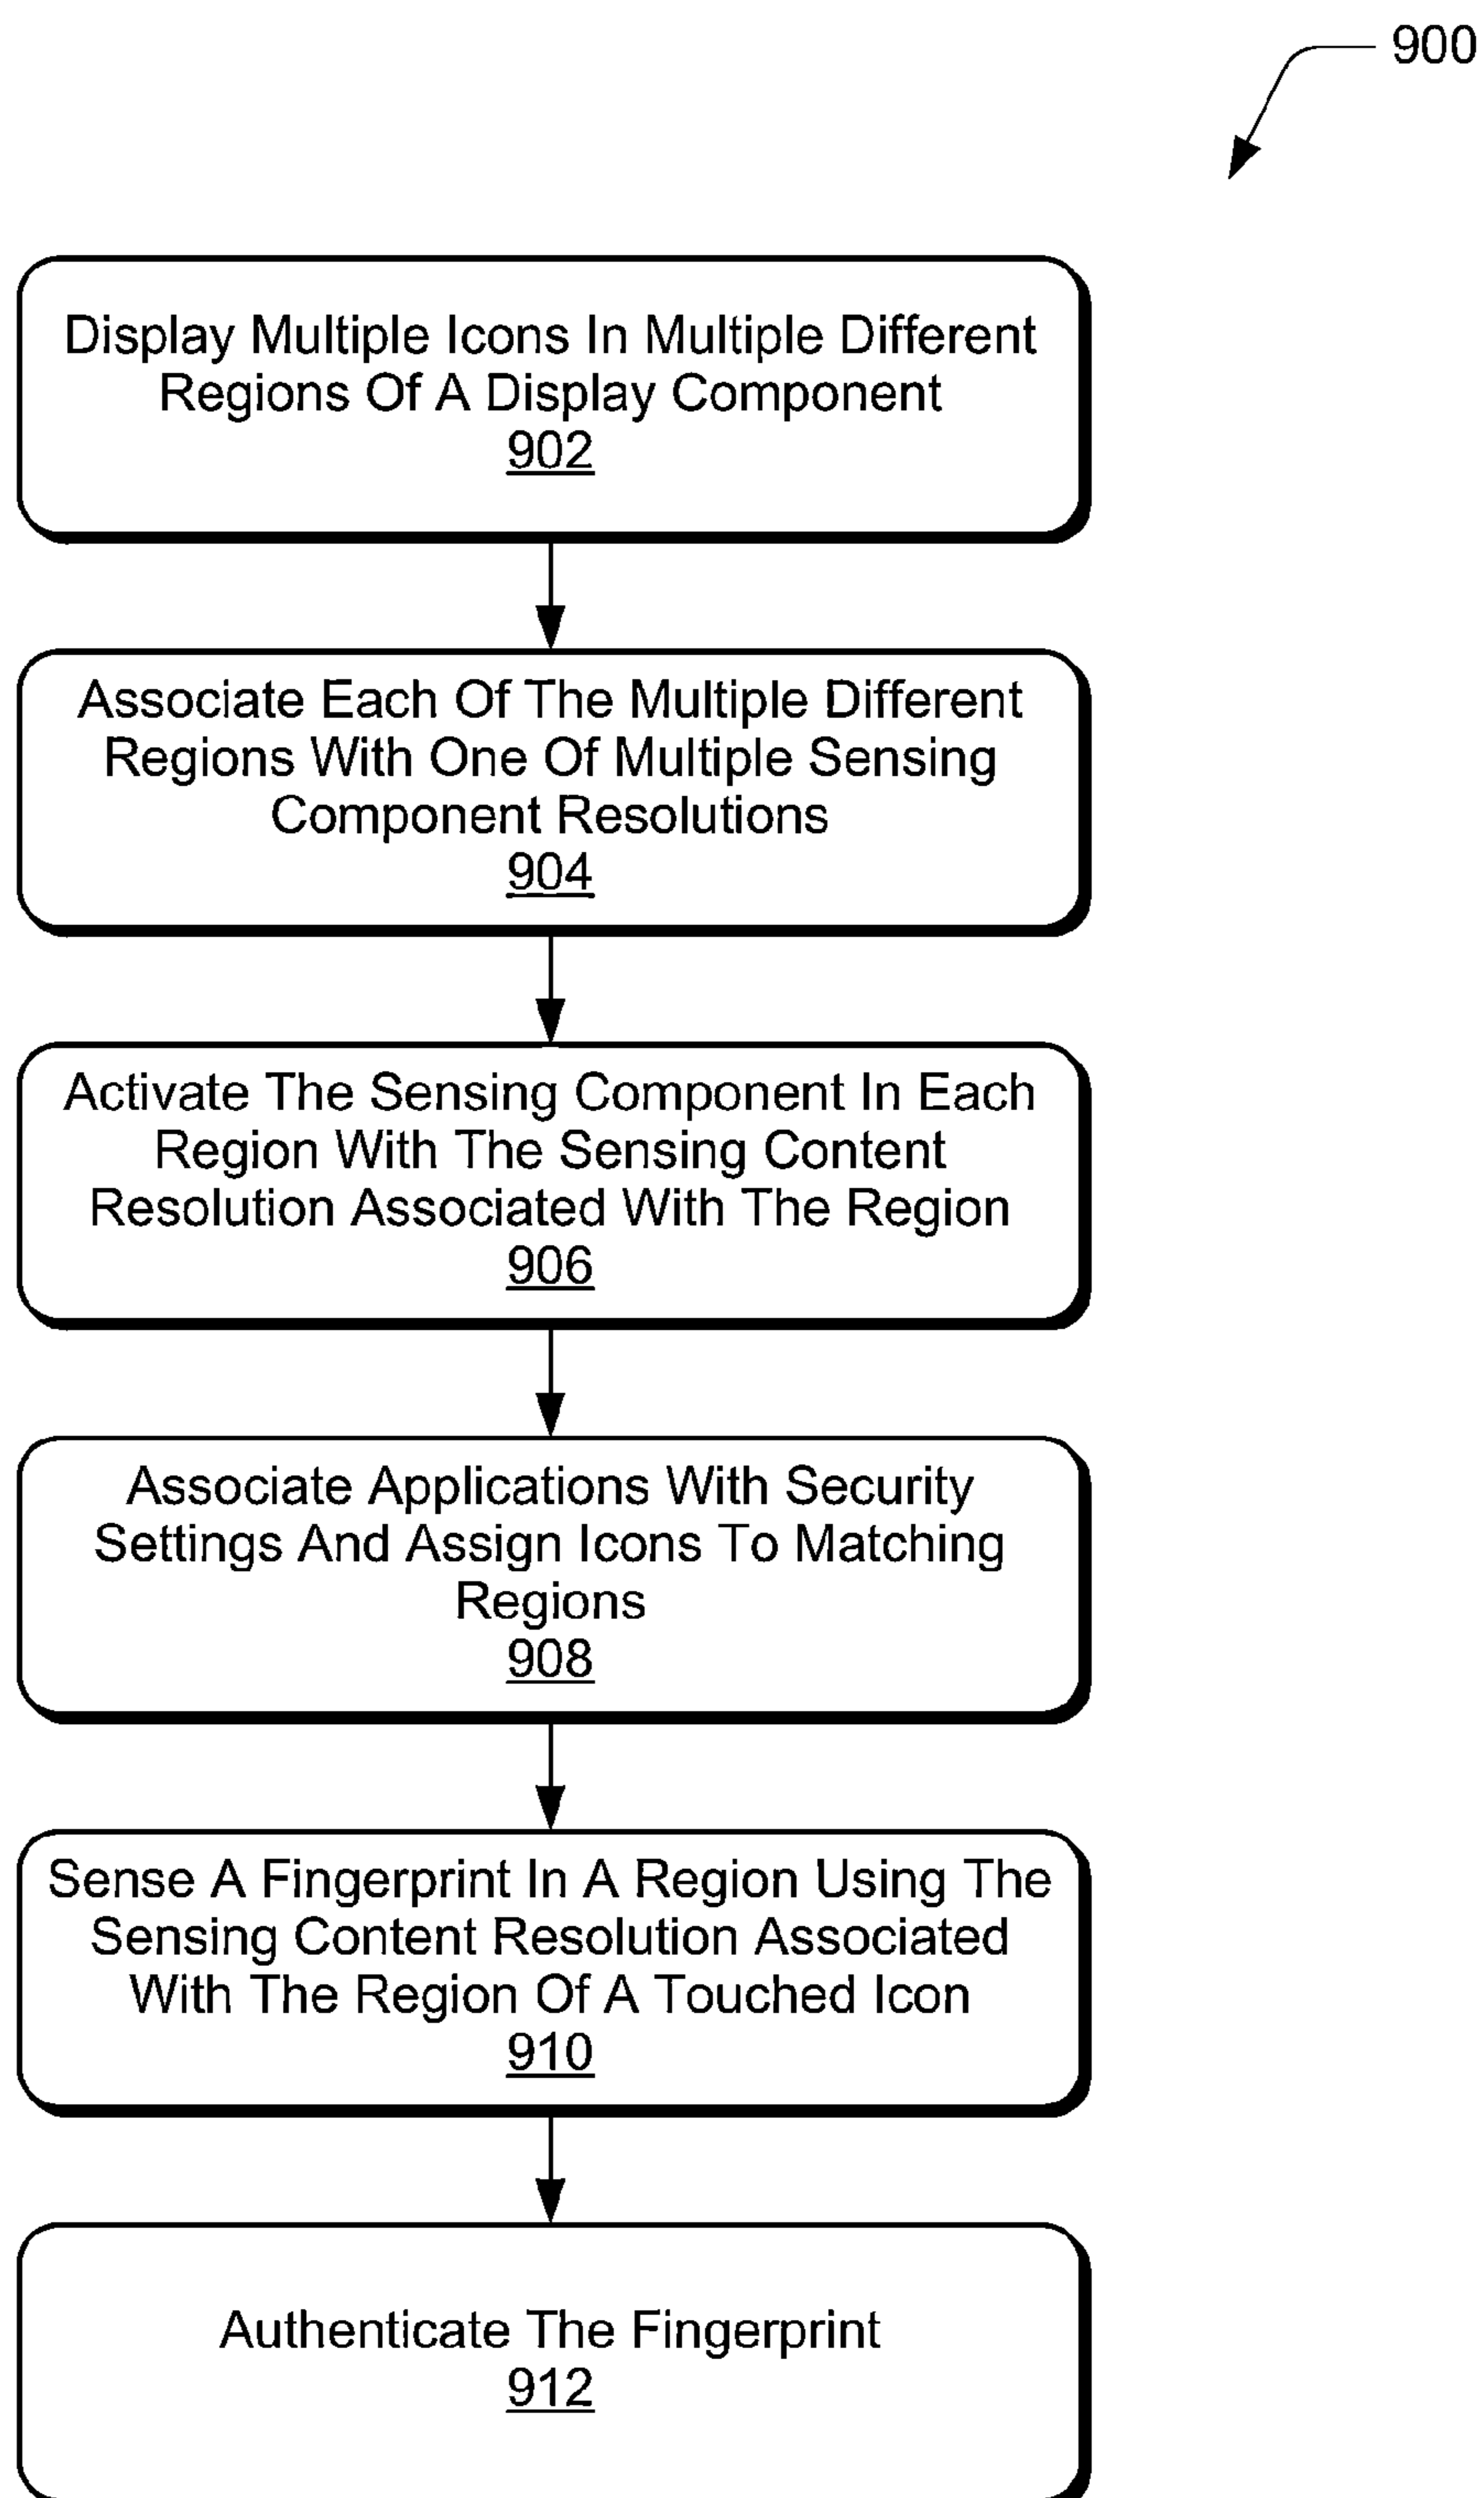 900
Display Multiple Icons In Multiple Different
Regions Of A Display Component
902
Associate Each Of The Multiple Different
Regions With One Of Multiple Sensing
Component Resolutions
904
Activate The Sensing Component In Each
Region With The Sensing Content
Resolution Associated With The Region
906
Associate Applications With Security
Settings And Assign Icons To Matching
Regions
908
Sense A Fingerprint In A Region Using The
Sensing Content Resolution Associated
With The Region Of A Touched Icon
910
Authenticate The Fingerprint
912